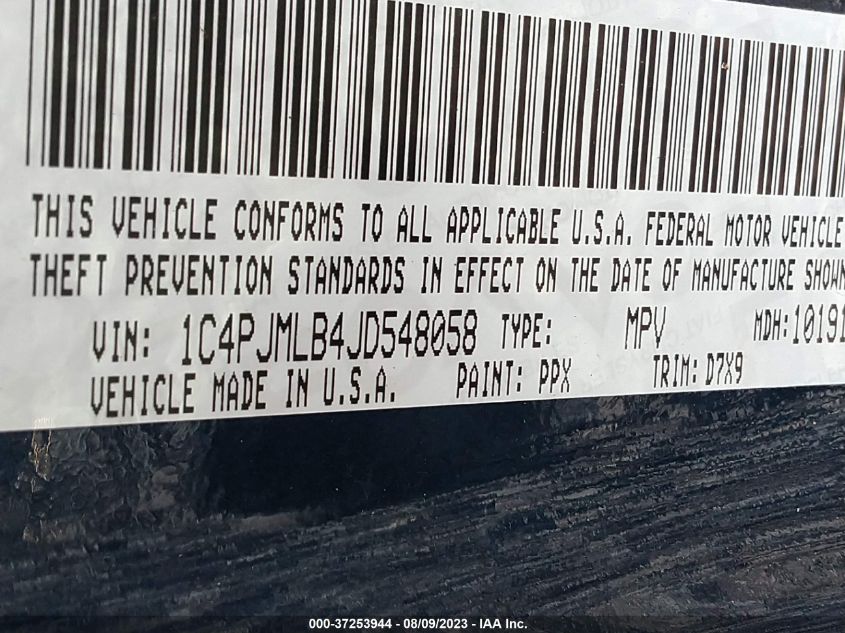 THIS VEHICLE CONFORMS TO ALL APPLICABLE U.S.A. FEDERAL MOTOR VEHICLE
THEFT PREVENTION STANDARDS IN EFFECT ON THE DATE OF MANUFACTURE SHOWN
VIN: 1C4PJMLB4JD548058 TYPE: MPV MDH:10191
VEHICLE MADE IN U.S.A. PAINT: PPX TRIM: D7X9
000-37253944 - 08/09/2023 - IAA Inc.